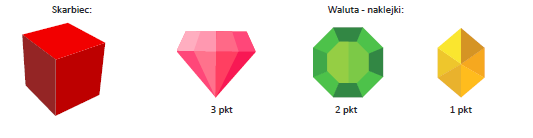 Skarbiec: Waluta - naklejki:
3 pkt 2 pkt 1 pkt